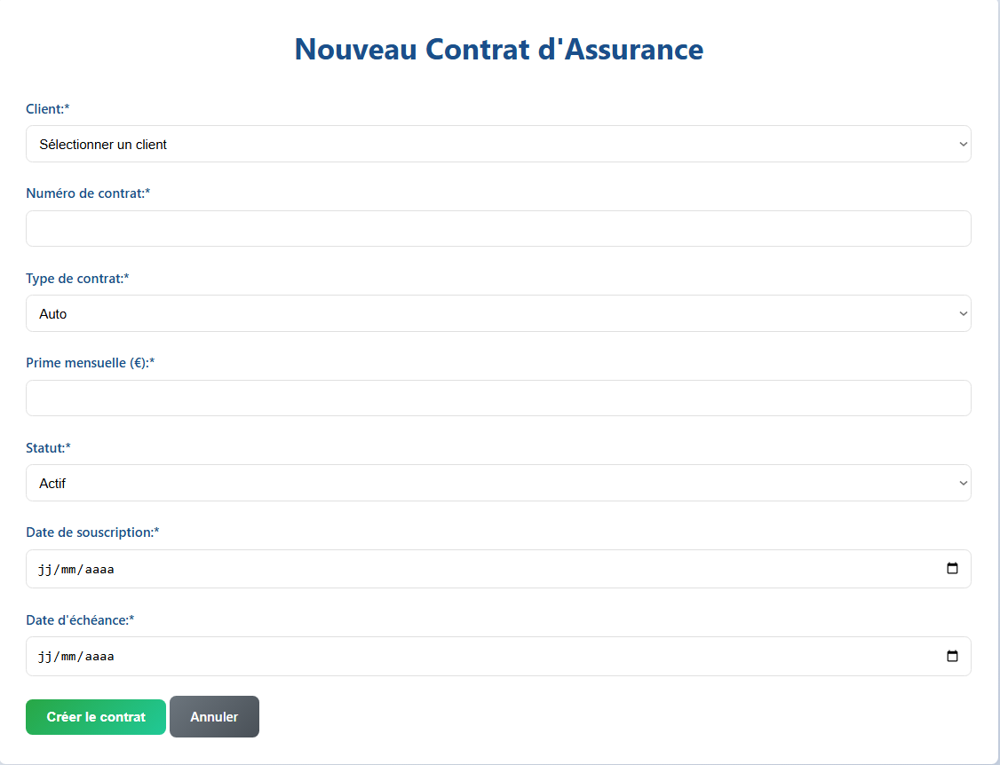 Nouveau Contrat d'Assurance
Client:*
Sélectionner un client
Numéro de contrat:*
Type de contrat:*
Auto
Prime mensuelle (€):*
Statut:*
Actif
Date de souscription:*
jj/mm/aaaa
Date d'échéance:*
jj/mm/aaaa
Créer le contrat Annuler